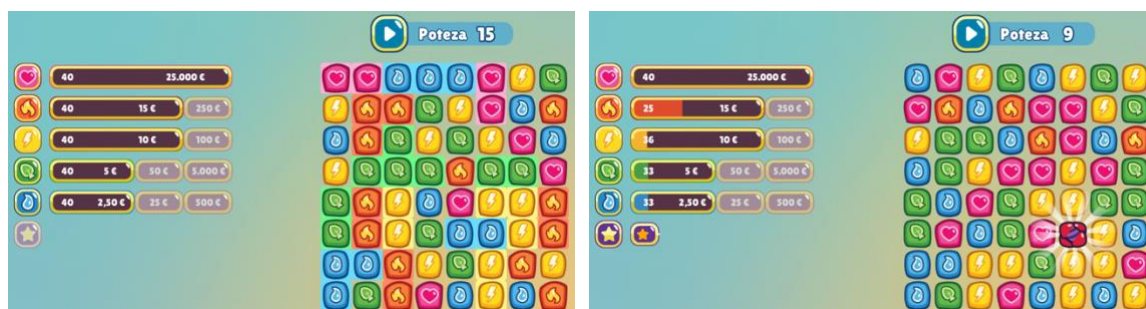 Poteza 15
40 25.000 €
40 15 € 250 €
40 10 € 100 €
40 5 € 50 € 5.000 €
40 2,50 € 25 € 500 €
Poteza 9
40 25.000 €
25 15 € 250 €
36 10 € 100 €
33 5 € 50 € 5.000 €
33 2,50 € 25 € 500 €